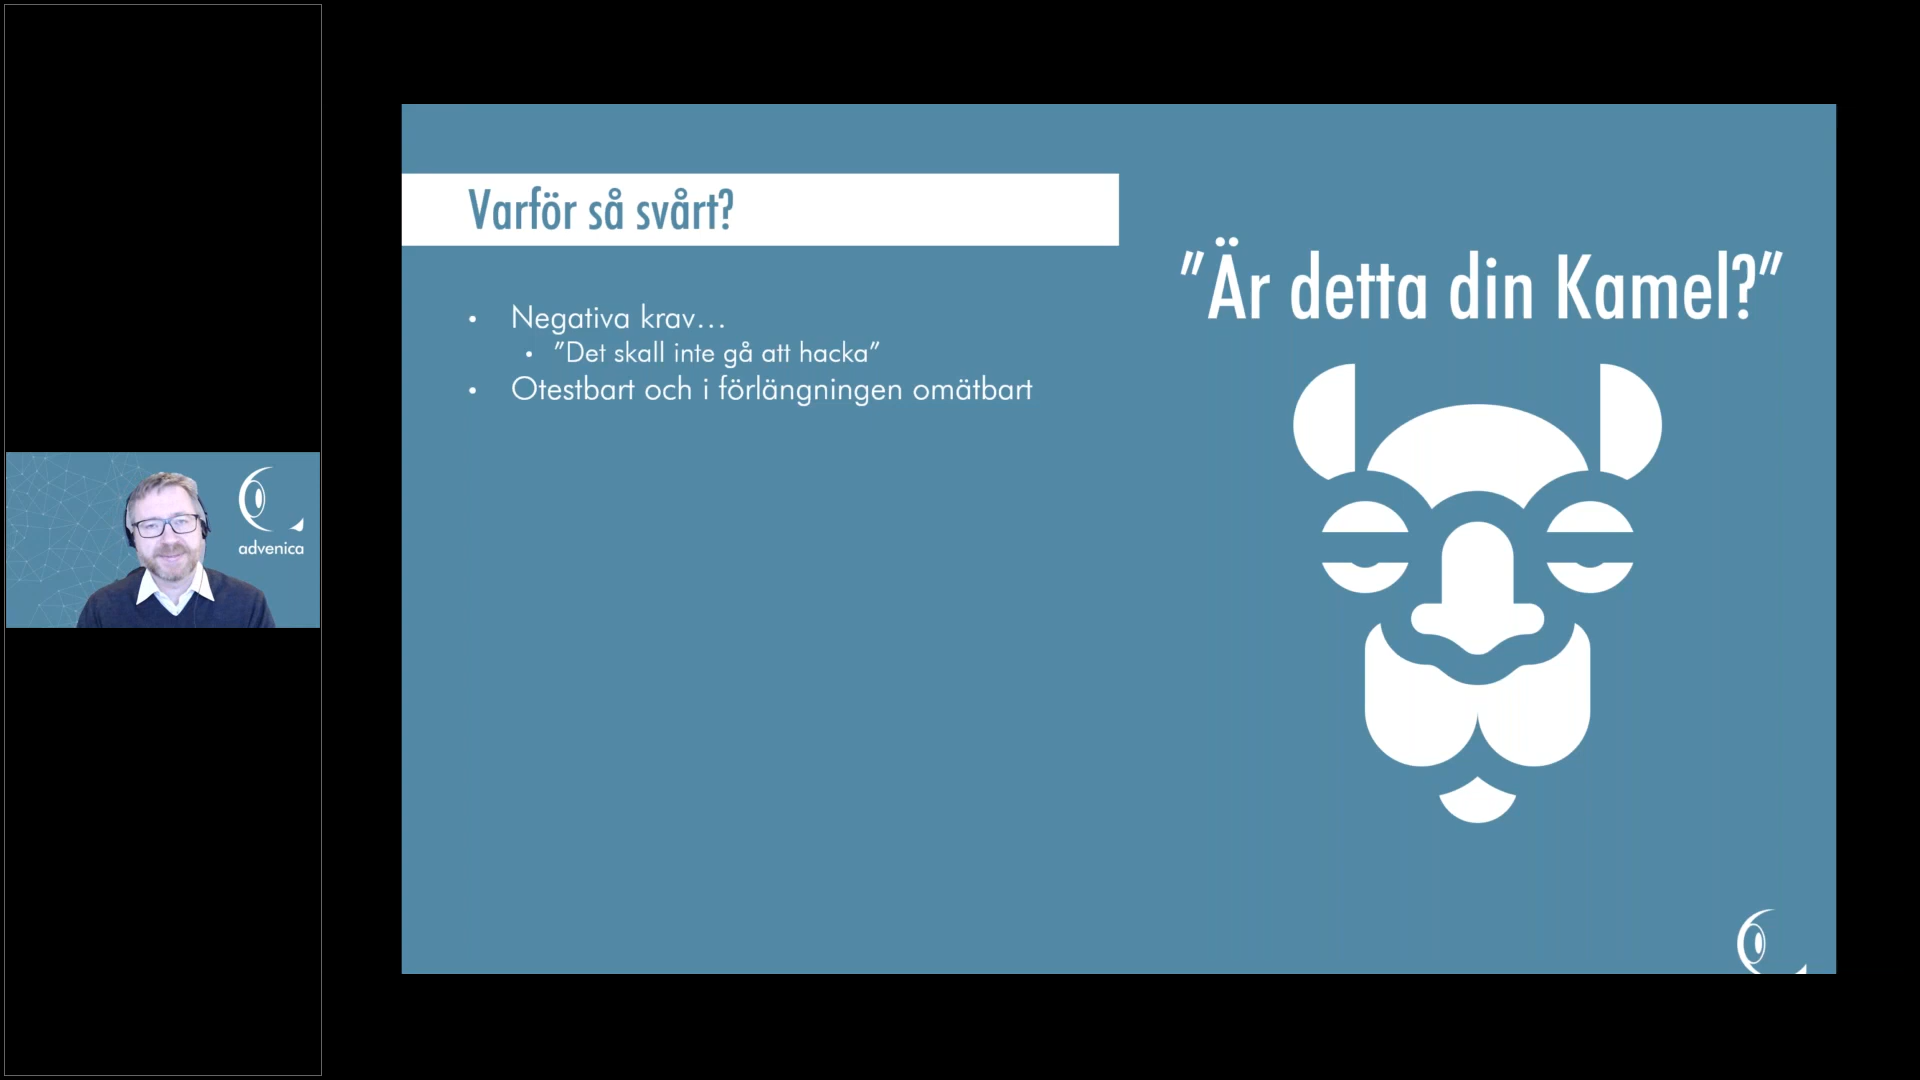 Varför så svårt?
"Är detta din Kamel?"
• Negativa krav...
• "Det skall inte gå att hacka"
• Otestbart och i förlängningen omätbart
advenica